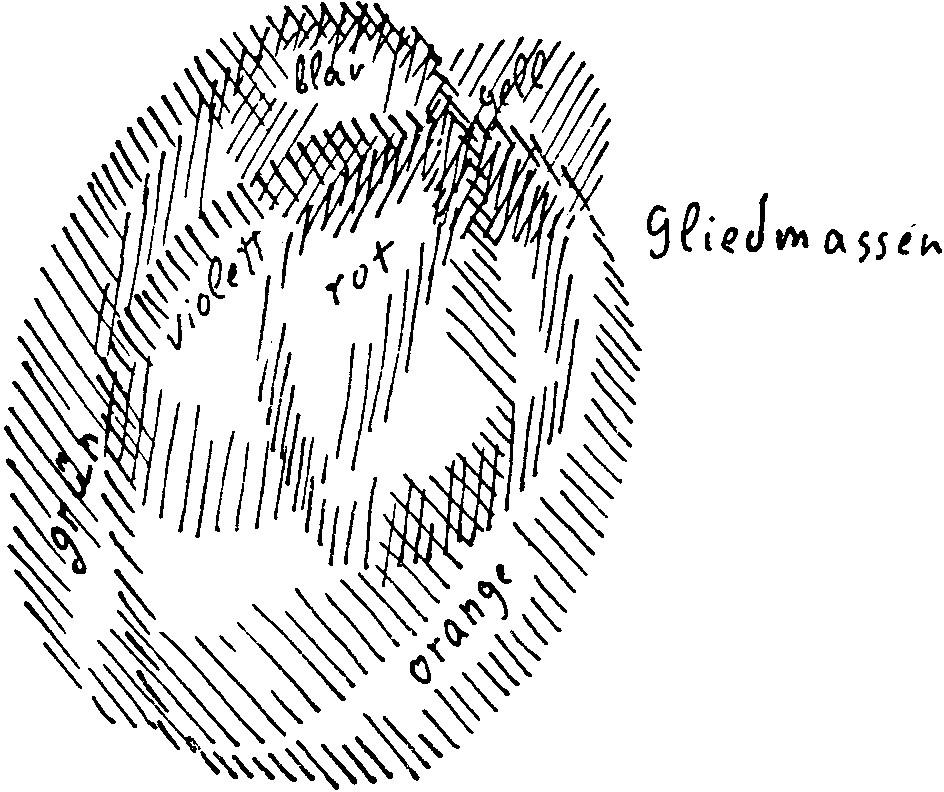 blau
gelb
Gliedmassen
violett
rot
grün
orange